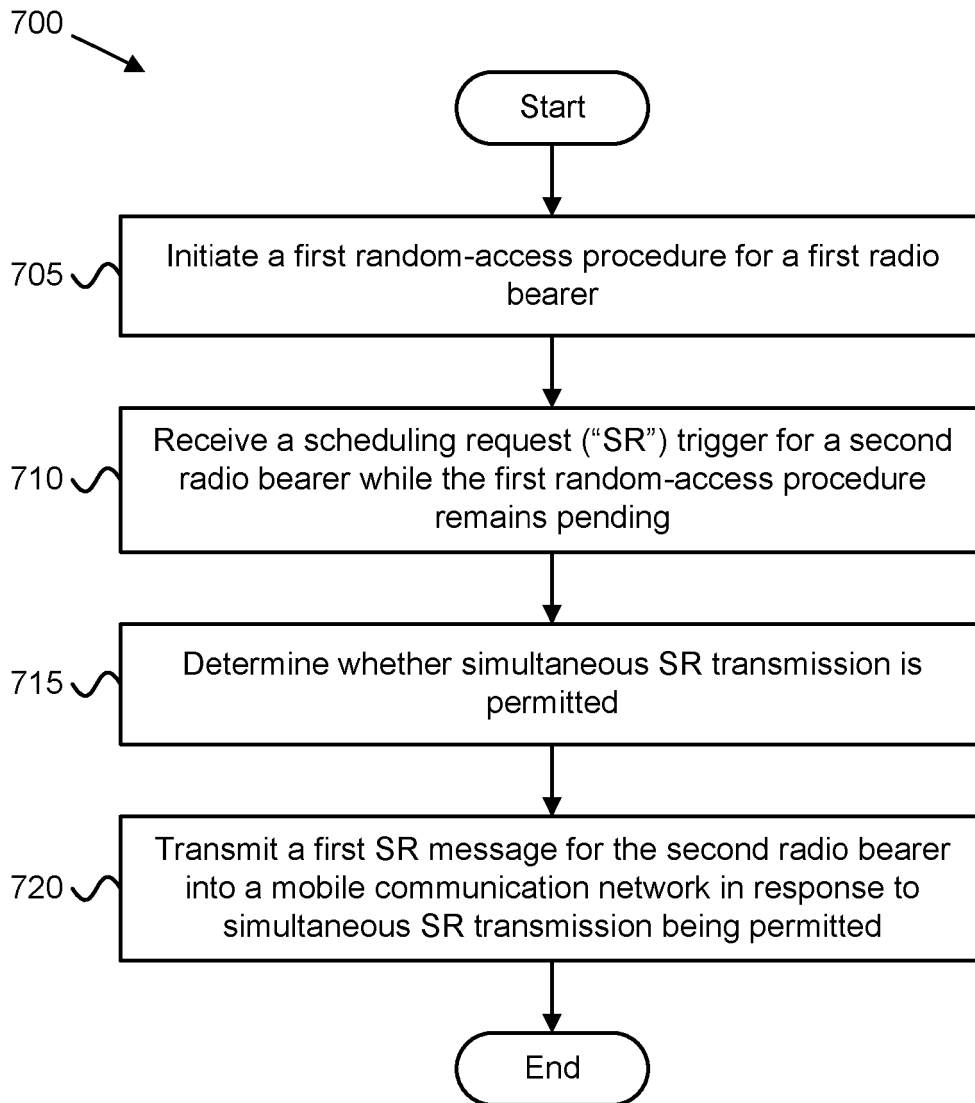 700
Start
705
Initiate a first random-access procedure for a first radio
bearer
710
Receive a scheduling request (“SR”) trigger for a second
radio bearer while the first random-access procedure
remains pending
715
Determine whether simultaneous SR transmission is
permitted
720
Transmit a first SR message for the second radio bearer
into a mobile communication network in response to
simultaneous SR transmission being permitted
End